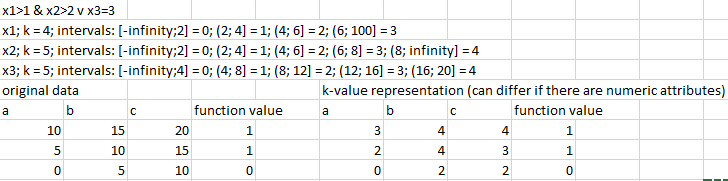 x1>1 & x2>2 v x3=3
x1; k = 4; intervals: [-infinity;2] = 0; (2; 4] = 1; (4; 6] = 2; (6; 100] = 3
x2; k = 5; intervals: [-infinity;2] = 0; (2; 4] = 1; (4; 6] = 2; (6; 8] = 3; (8; infinity] = 4
x3; k = 5; intervals: [-infinity;4] = 0; (4; 8] = 1; (8; 12] = 2; (12; 16] = 3; (16; 20] = 4
original data k-value representation (can differ if there are numeric attributes)
a b c function value a b c function value
10 15 20 1 3 4 4 1
5 10 15 1 2 4 3 1
0 5 10 0 0 2 2 0